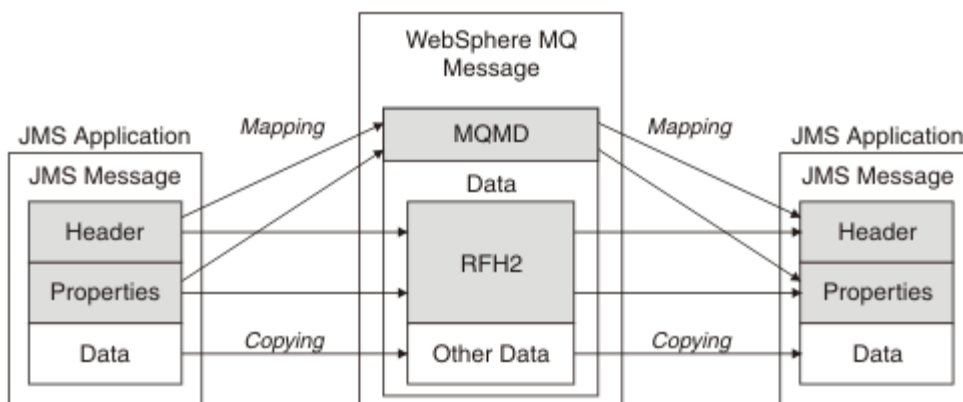 WebSphere MQ
Message
JMS Application
JMS Message
Header
Properties
Data
Mapping
Copying
MQMD
Data
RFH2
Other Data
Mapping
Copying
JMS Application
JMS Message
Header
Properties
Data